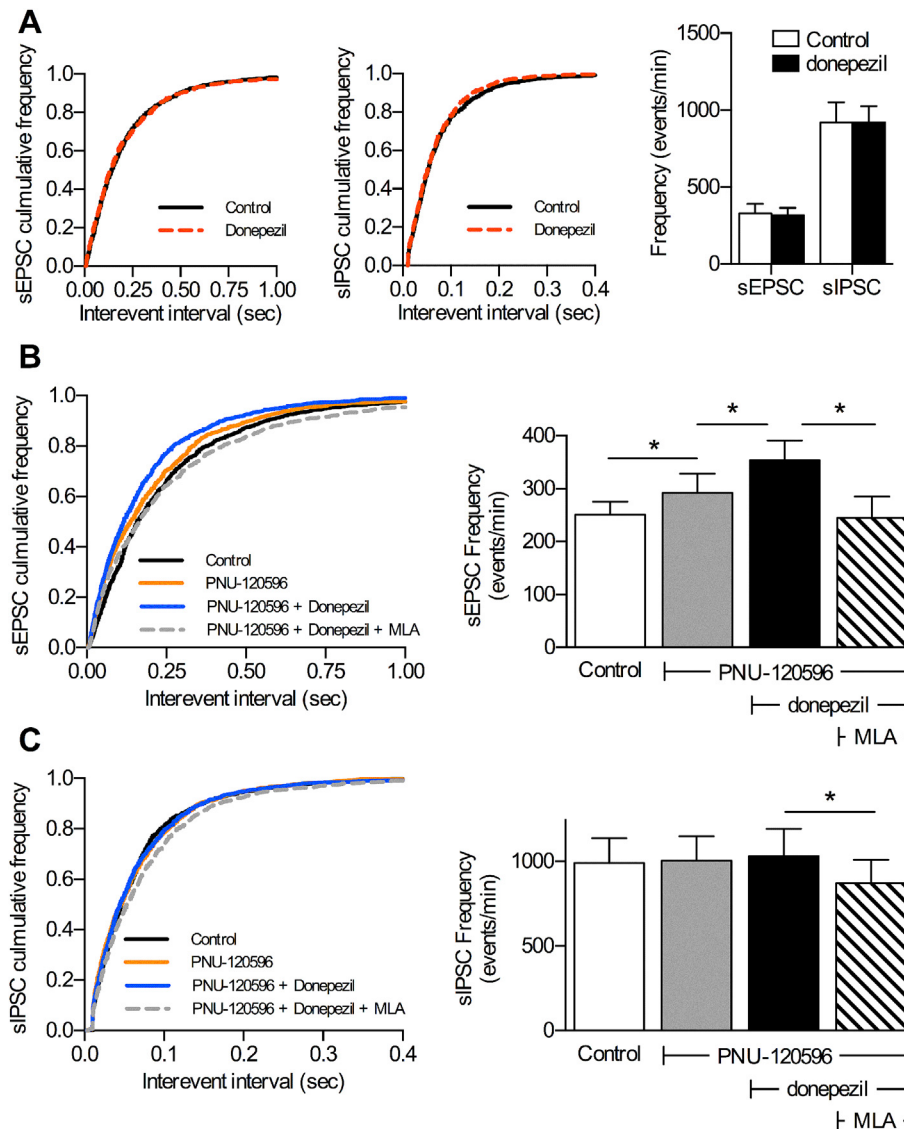 A
sEPSC culmulative frequency
1.0
0.8
0.6
0.4
0.2
0.0
Control
Donepezil
0.00 0.25 0.50 0.75 1.00
Interevent interval (sec)
sIPSC culmulative frequency
1.0
0.8
0.6
0.4
0.2
0.0
Control
Donepezil
0.0 0.1 0.2 0.3 0.4
Interevent interval (sec)
Control
donepezil
Frequency (events/min)
1500
1000
500
0
sEPSC sIPSC
B
sEPSC culmulative frequency
1.0
0.8
0.6
0.4
0.2
0.0
Control
PNU-120596
PNU-120596 + Donepezil
PNU-120596 + Donepezil + MLA
0.00 0.25 0.50 0.75 1.00
Interevent interval (sec)
sEPSC Frequency
(events/min)
400
300
200
100
0
* * *
Control
PNU-120596
donepezil
MLA
C
sIPSC culmulative frequency
1.0
0.8
0.6
0.4
0.2
0.0
Control
PNU-120596
PNU-120596 + Donepezil
PNU-120596 + Donepezil + MLA
0.0 0.1 0.2 0.3 0.4
Interevent interval (sec)
sIPSC Frequency
(events/min)
1000
500
0
*
Control
PNU-120596
donepezil
MLA